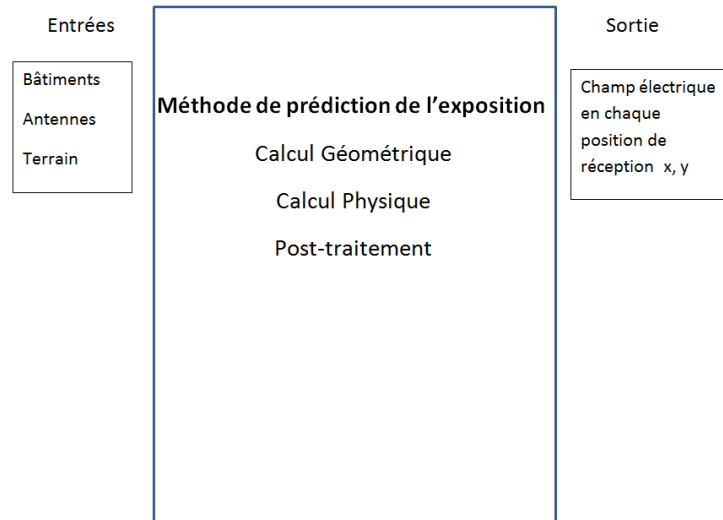 Entrées
Bâtiments
Antennes
Terrain
Méthode de prédiction de l'exposition
Calcul Géométrique
Calcul Physique
Post-traitement
Sortie
Champ électrique
en chaque
position de
réception x, y